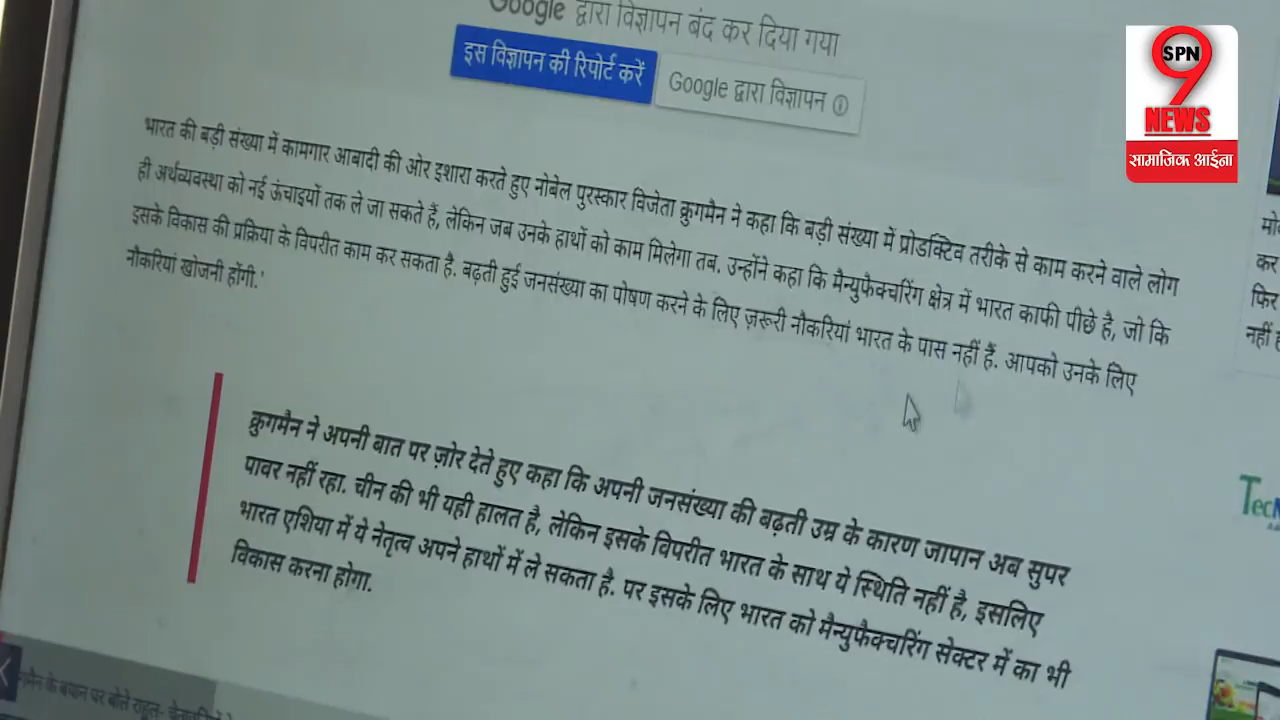 Google द्वारा विज्ञापन बंद कर दिया गया
इस विज्ञापन की रिपोर्ट करें
Google द्वारा विज्ञापन
SPN
9
NEWS
सामाजिक आईना
भारत की बड़ी संख्या में कामगार आबादी की ओर इशारा करते हुए नोबेल पुरस्कार विजेता क्रुगमैन ने कहा कि बड़ी संख्या में प्रोडक्टिव तरीके से काम करने वाले लोग
ही अर्थव्यवस्था को नई ऊंचाइयों तक ले जा सकते हैं, लेकिन जब उनके हाथों को काम मिलेगा तब. उन्होंने कहा कि मैन्युफैक्चरिंग क्षेत्र में भारत काफी पीछे है, जो कि
इसके विकास की प्रक्रिया के विपरीत काम कर सकता है. बढ़ती हुई जनसंख्या का पोषण करने के लिए ज़रूरी नौकरियां भारत के पास नहीं हैं. आपको उनके लिए
नौकरियां खोजनी होंगी.'
क्रुगमैन ने अपनी बात पर ज़ोर देते हुए कहा कि अपनी जनसंख्या की बढ़ती उम्र के कारण जापान अब सुपर
पावर नहीं रहा. चीन की भी यही हालत है, लेकिन इसके विपरीत भारत के साथ ये स्थिति नहीं है, इसलिए
भारत एशिया में ये नेतृत्व अपने हाथों में ले सकता है. पर इसके लिए भारत को मैन्युफैक्चरिंग सेक्टर में का भी
विकास करना होगा.
कर
फिर
नहीं
के बयान पर बोले राहुल-